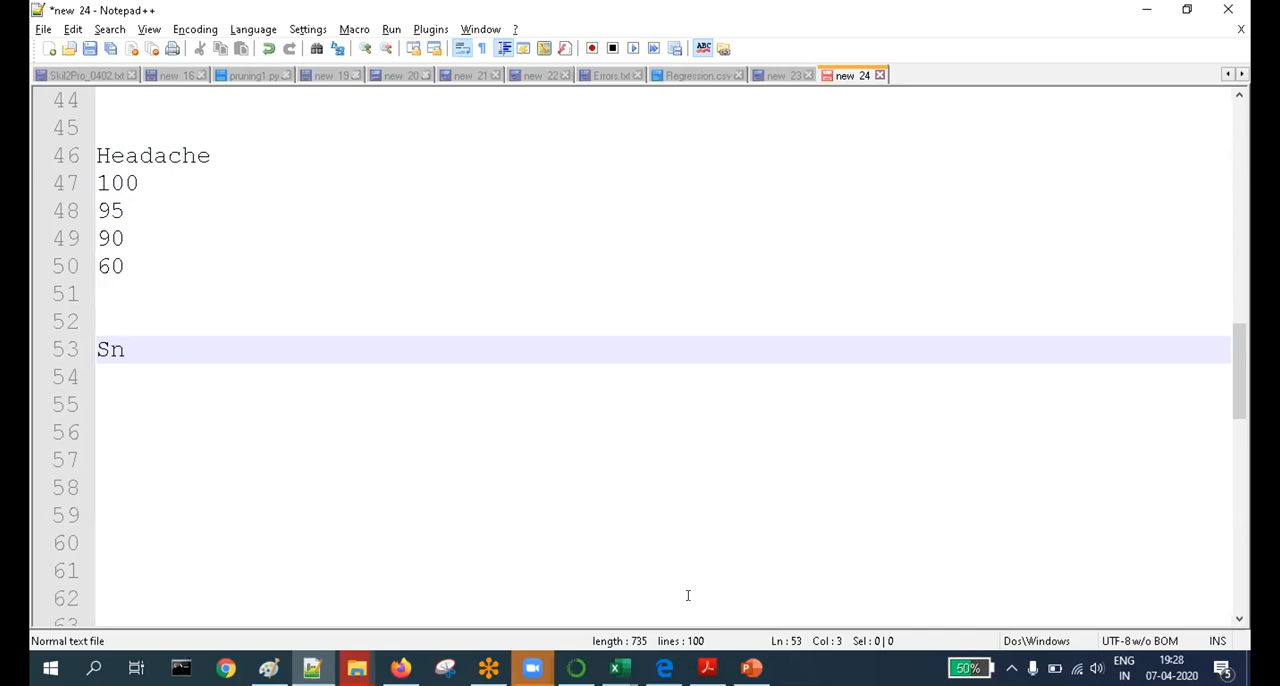 *new 24 - Notepad++
File Edit Search View Encoding Language Settings Macro Run Plugins Window ? X
Skil2Pro_0402.txt new 16 pruning1.py new 19 new 20 new 21 new 22 Errors.txt Regression.csv new 23 new 24
44
45
46 Headache
47 100
48 95
49 90
50 60
51
52
53 Sn
54
55
56
57
58
59
60
61
62
63
Normal text file length : 735 lines : 100 Ln : 53 Col : 3 Sel : 0 | 0 Dos\Windows UTF-8 w/o BOM INS
50% ENG 19:28
IN 07-04-2020 5